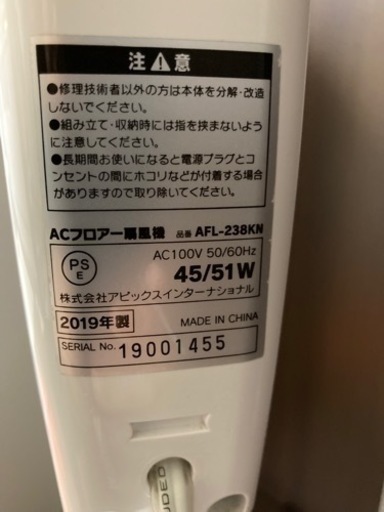 注⚠意
●修理技術者以外の方は本体を分解・改造
しないでください。
●組み立て・収納時には指を挟まないよう
に注意してください。
●長期間お使いになると電源プラグとコ
ンセントの間にホコリなどが付着する場合
がありますので取り除いてください。
ACフロアー扇風機 品番 AFL-238KN
PS
E
AC100V 50/60Hz
45/51W
株式会社アピックスインターナショナル
2019年製 MADE IN CHINA
SERIAL No. 19001455